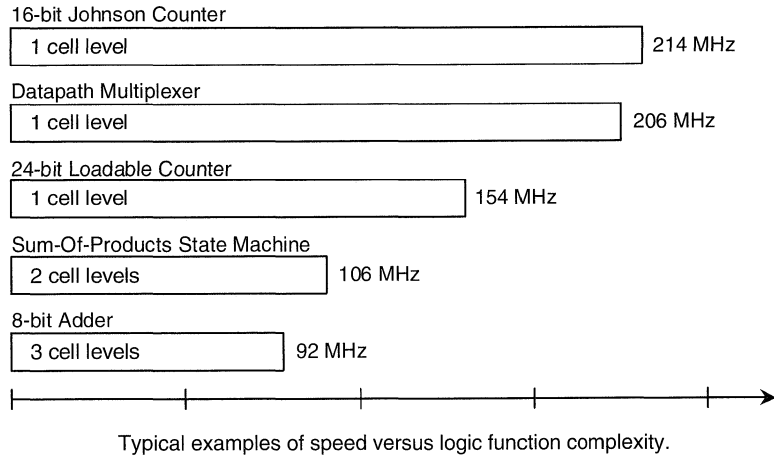 16-bit Johnson Counter
1 cell level
214 MHz
Datapath Multiplexer
1 cell level
206 MHz
24-bit Loadable Counter
1 cell level
154 MHz
Sum-Of-Products State Machine
2 cell levels
106 MHz
8-bit Adder
3 cell levels
92 MHz
Typical examples of speed versus logic function complexity.